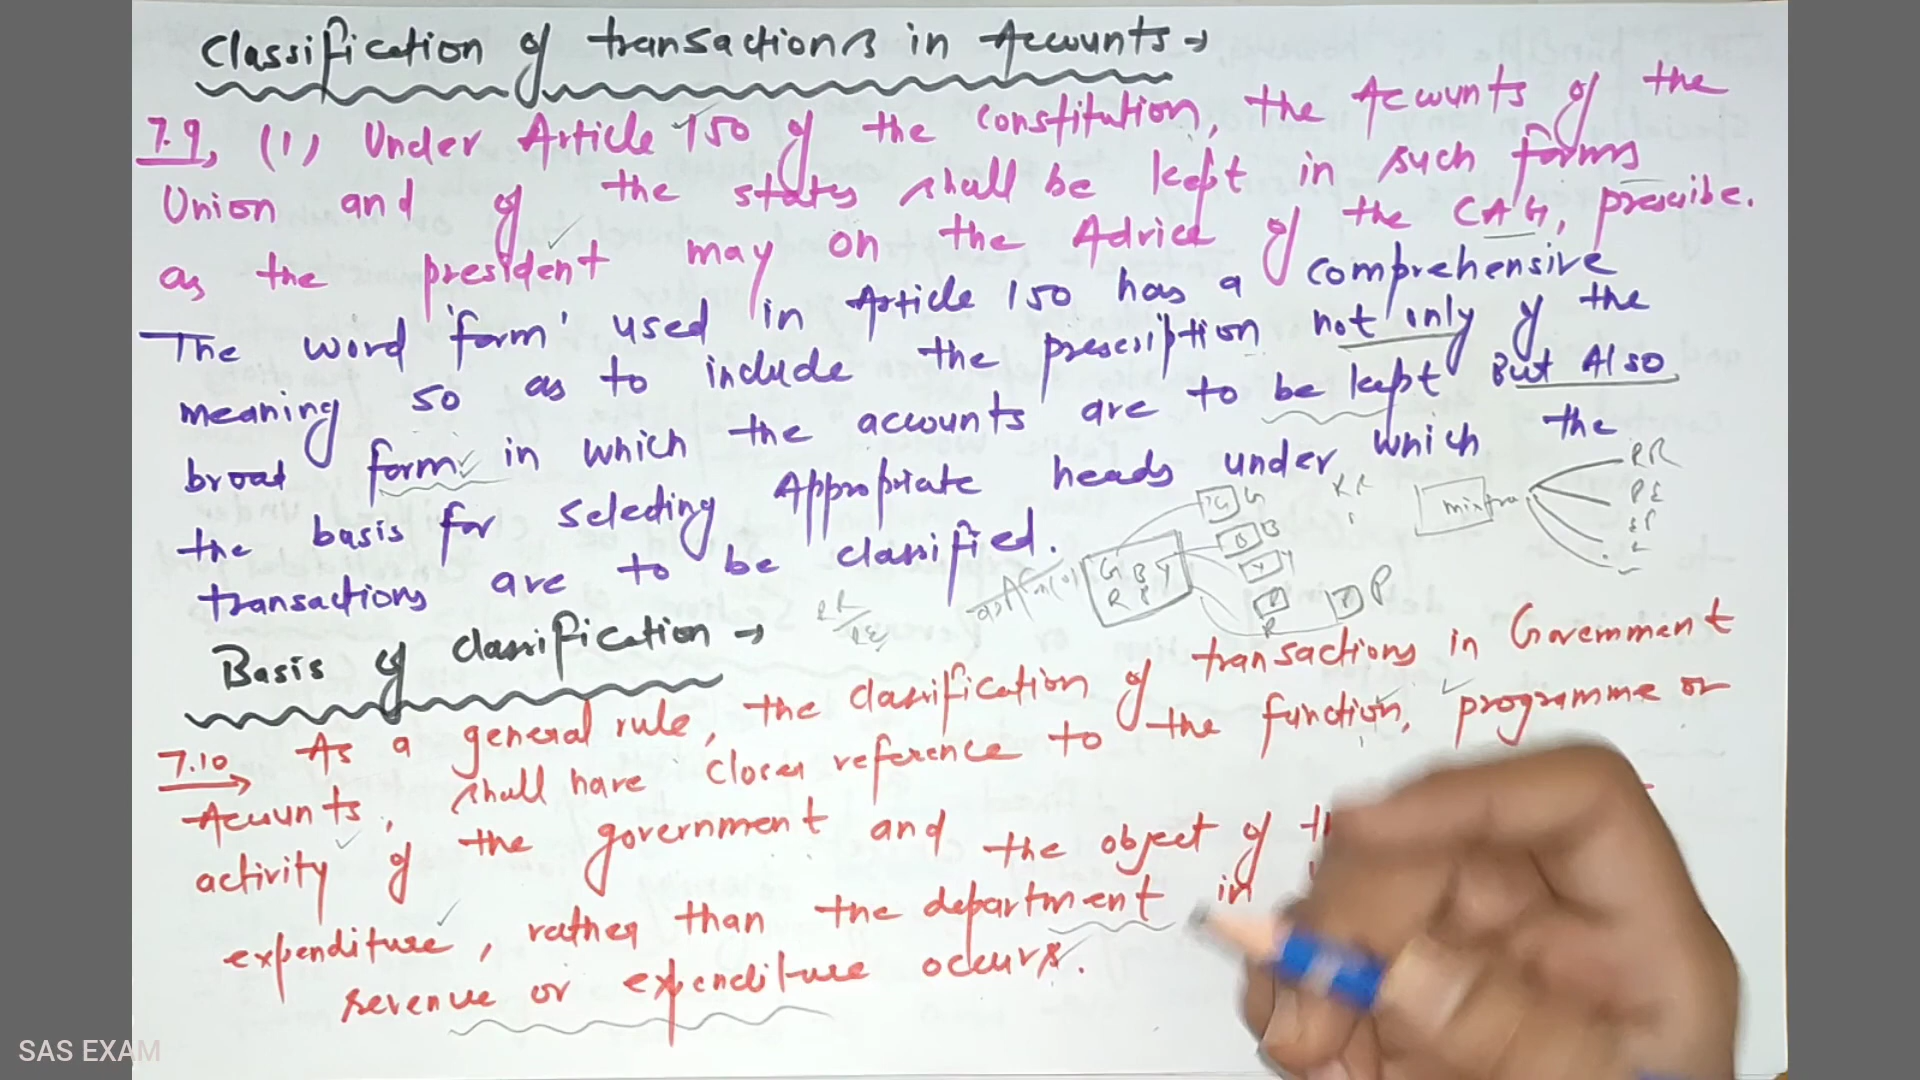 Classification of transactions in Accounts →
7.9, (1) Under Article 150 of the constitution, the Accounts of the
Union and of the states shall be kept in such forms
as the president may on the Advice of the CAG, prescribe.
The word 'form' used in Article 150 has a comprehensive
meaning so as to include the prescription not only of the
broad form in which the accounts are to be kept But Also
the basis for selecting Appropriate heads under which the
transactions are to be classified.
G B Y
R P
G
B
Y
R
P
RR
RE
mixture
RR
RE
Basis of classification →
7.10 As a general rule, the classification of transactions in Government
Accounts, shall have closer reference to the function, programme or
activity of the government and the object of
expenditure, rather than the department in
revenue or expenditure occurs.
SAS EXAM